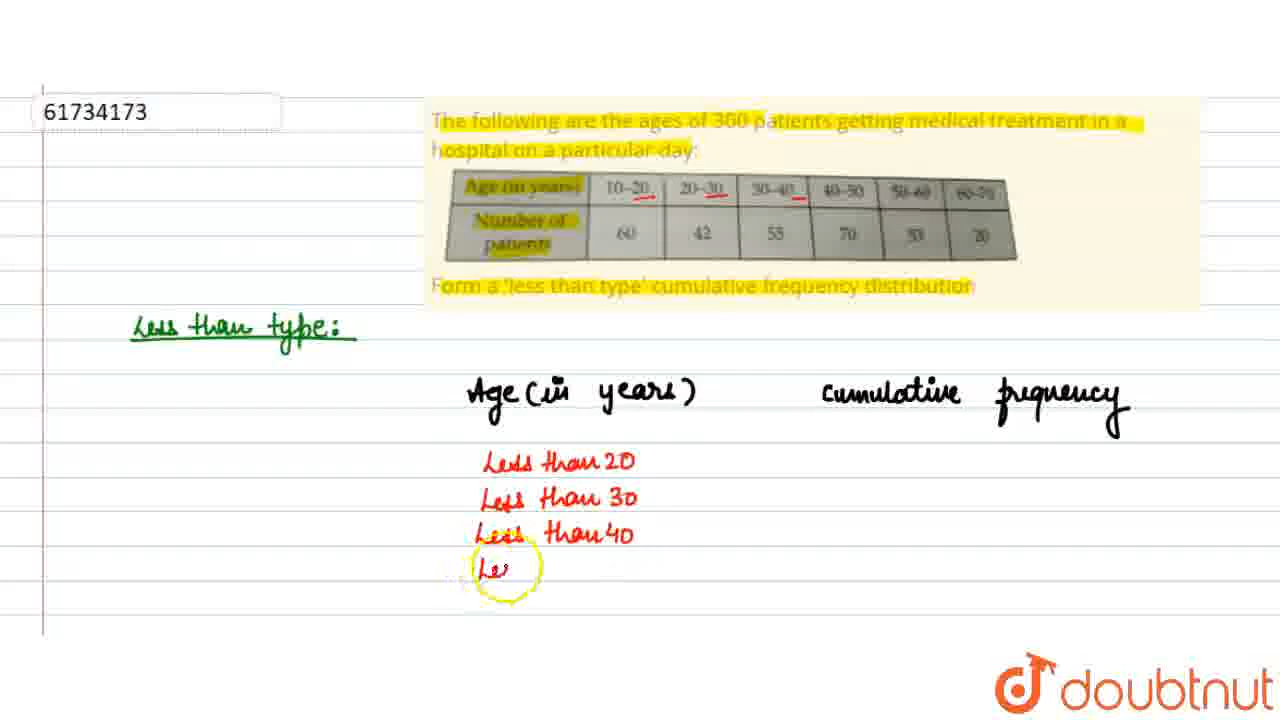 61734173
The following are the ages of 300 patients getting medical treatment in a
hospital on a particular day:
Age (in years) 10-20 20-30 30-40 40-50 50-60 60-70
Number of
patients 60 42 55 70 53 20
Form a 'less than type' cumulative frequency distribution
Less than type:
Age (in years) cumulative frequency
Less than 20
Less than 30
Less than 40
Le
doubtnut